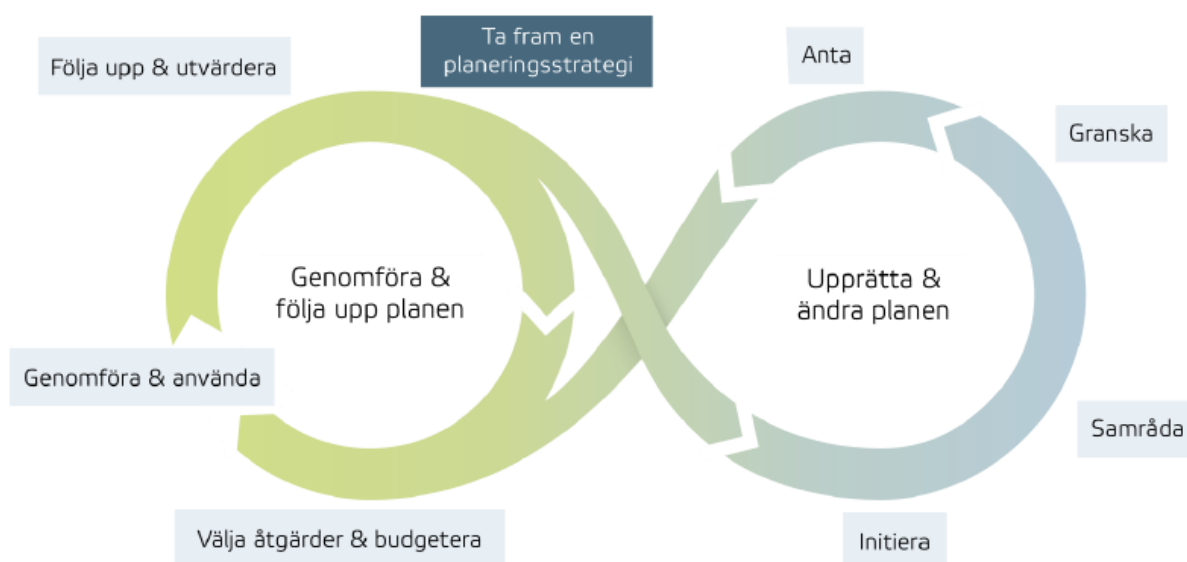 Ta fram en
planeringsstrategi
Följa upp & utvärdera
Anta
Granska
Genomföra &
följa upp planen
Upprätta &
ändra planen
Genomföra & använda
Samråda
Välja åtgärder & budgetera
Initiera